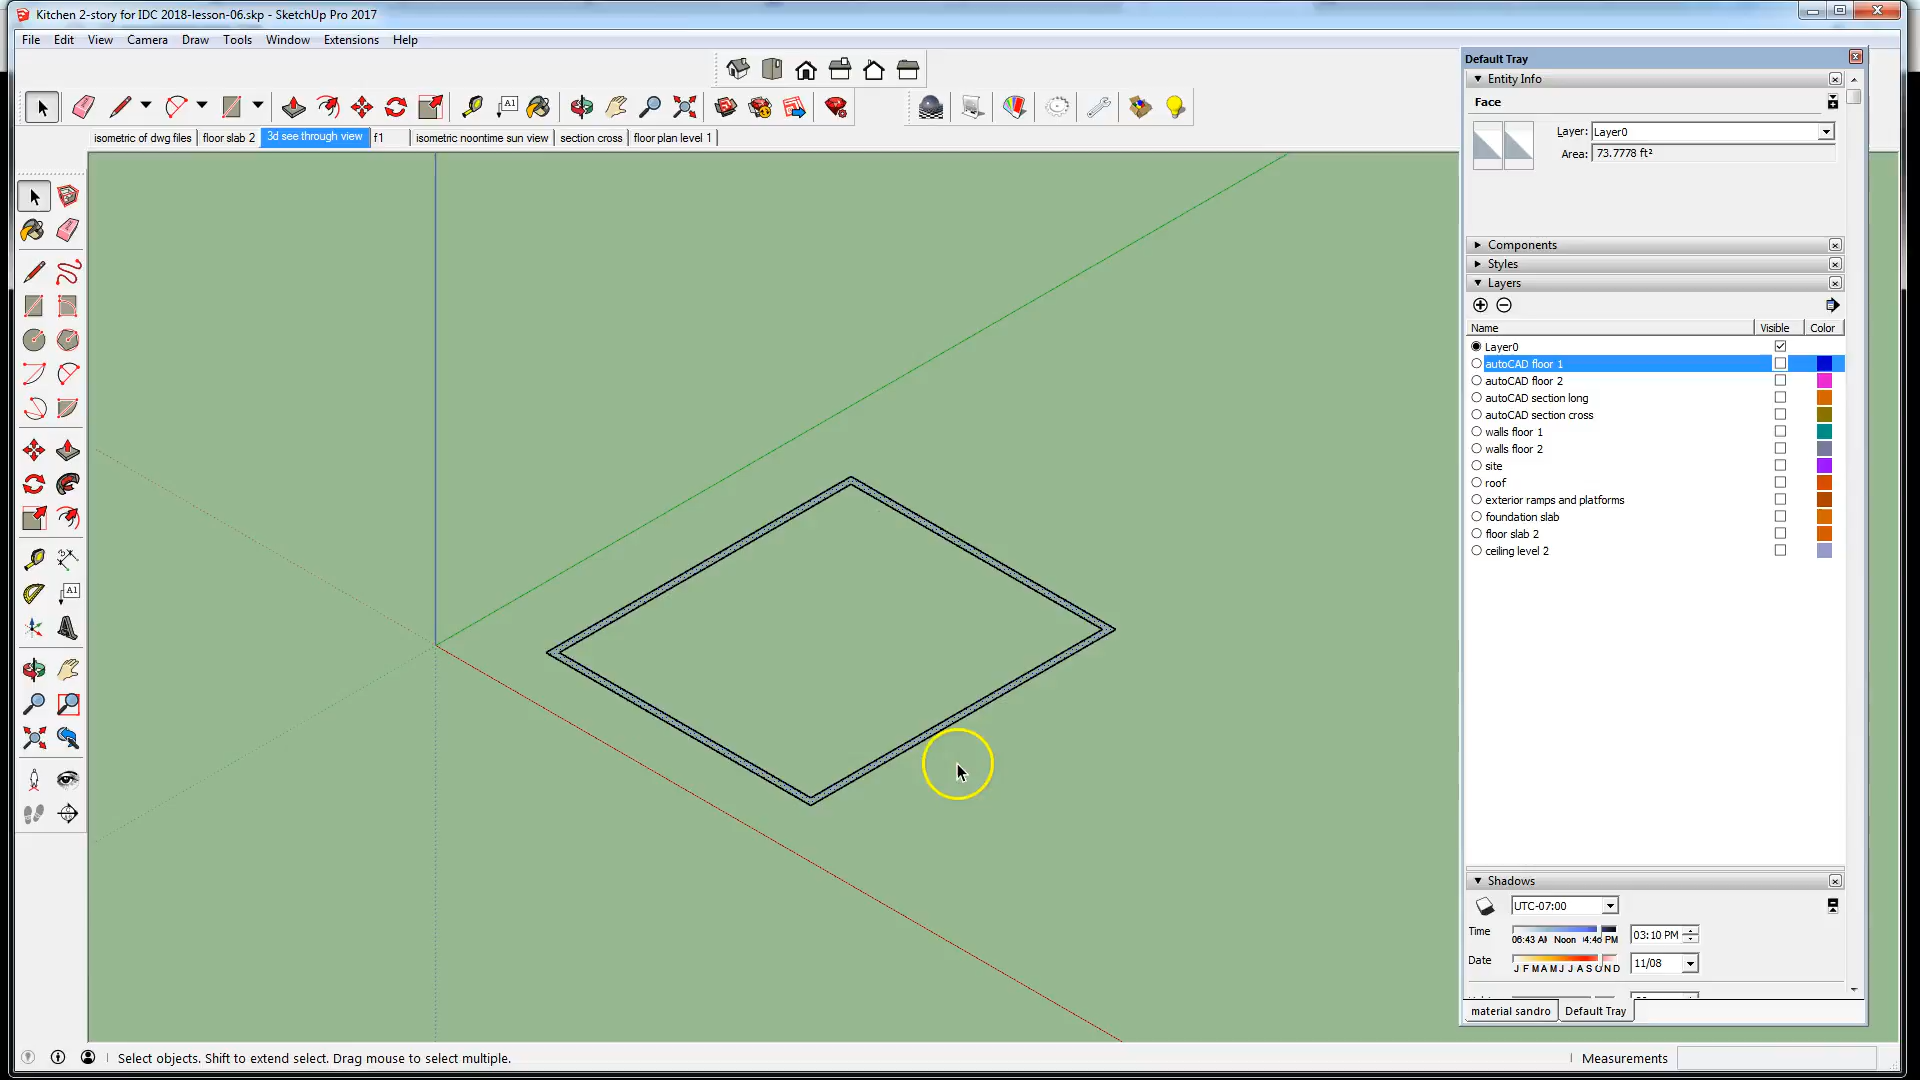 Kitchen 2-story for IDC 2018-lesson-06.skp - SketchUp Pro 2017
File Edit View Camera Draw Tools Window Extensions Help
A1
isometric of dwg files floor slab 2 3d see through view f1 isometric noontime sun view section cross floor plan level 1
A1
Default Tray
Entity Info
Face
Layer: Layer0
Area: 73.7778 ft²
Components
Styles
Layers
Name Visible Color
Layer0
autoCAD floor 1
autoCAD floor 2
autoCAD section long
autoCAD section cross
walls floor 1
walls floor 2
site
roof
exterior ramps and platforms
foundation slab
floor slab 2
ceiling level 2
Shadows
UTC-07:00
Time 06:43 Noon PM 03:10 PM
Date J F M A M J J A S O N D 11/08
material sandro Default Tray
Select objects. Shift to extend select. Drag mouse to select multiple. Measurements